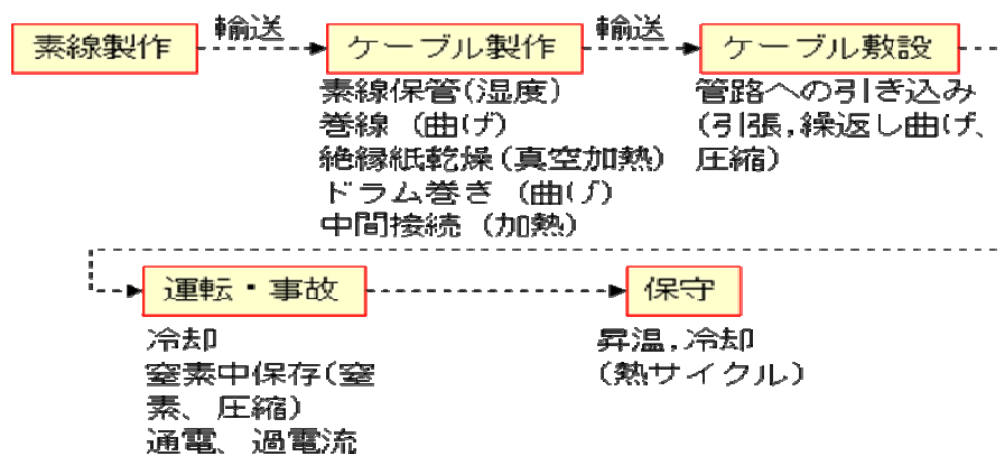 素線製作
輸送
ケーブル製作
輸送
ケーブル敷設
素線保管(湿度)
巻線 (曲げ)
絶縁紙乾燥(真空加熱)
ドラム巻き (曲げ)
中間接続 (加熱)
管路への引き込み
(引張,繰返し曲げ、
圧縮)
運転・事故
保守
冷却
窒素中保存(窒
素、圧縮)
通電、過電流
昇温,冷却
(熱サイクル)